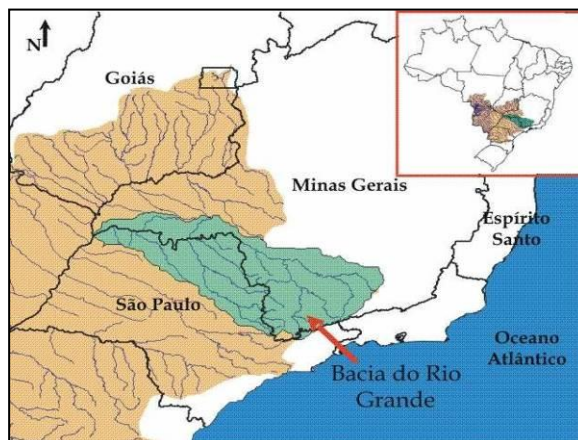 N
Goiás
Minas Gerais
Espírito
Santo
São Paulo
Oceano
Atlântico
Bacia do Rio
Grande